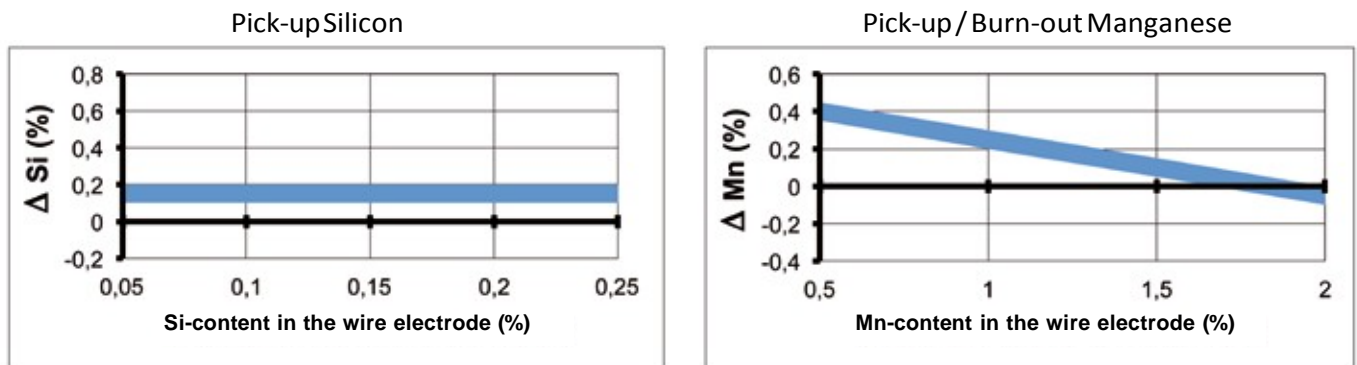 Pick-up Silicon
0,8
0,6
0,4
0,2
0
-0,2
Δ Si (%)
0,05 0,1 0,15 0,2 0,25
Si-content in the wire electrode (%)
Pick-up / Burn-out Manganese
0,6
0,4
0,2
0
-0,2
-0,4
Δ Mn (%)
0,5 1 1,5 2
Mn-content in the wire electrode (%)